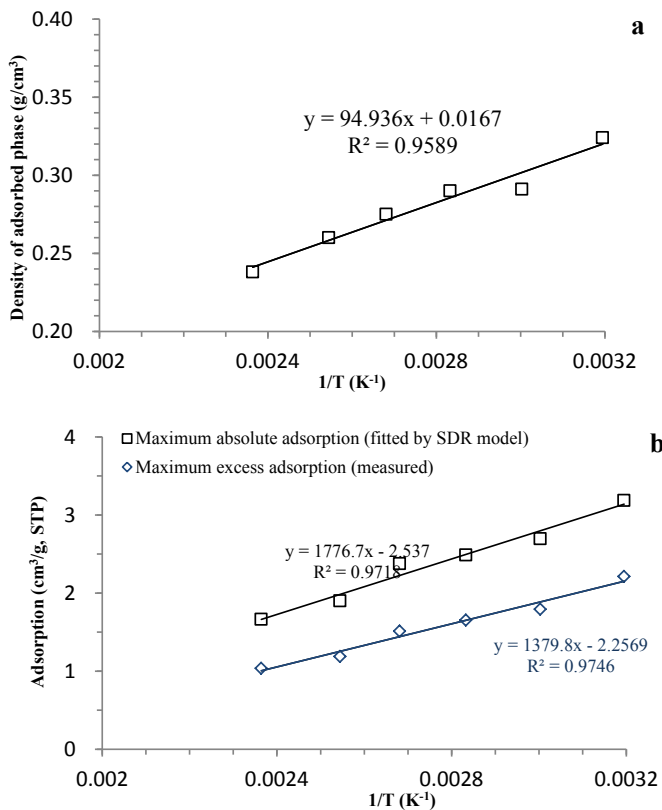 a
0.40
0.35
0.30
0.25
0.20
Density of adsorbed phase (g/cm³)
y = 94.936x + 0.0167
R² = 0.9589
0.002
0.0024
0.0028
0.0032
1/T (K⁻¹)
b
Maximum absolute adsorption (fitted by SDR model)
Maximum excess adsorption (measured)
4
3
2
1
0
Adsorption (cm³/g, STP)
y = 1776.7x - 2.537
R² = 0.9718
y = 1379.8x - 2.2569
R² = 0.9746
0.002
0.0024
0.0028
0.0032
1/T (K⁻¹)